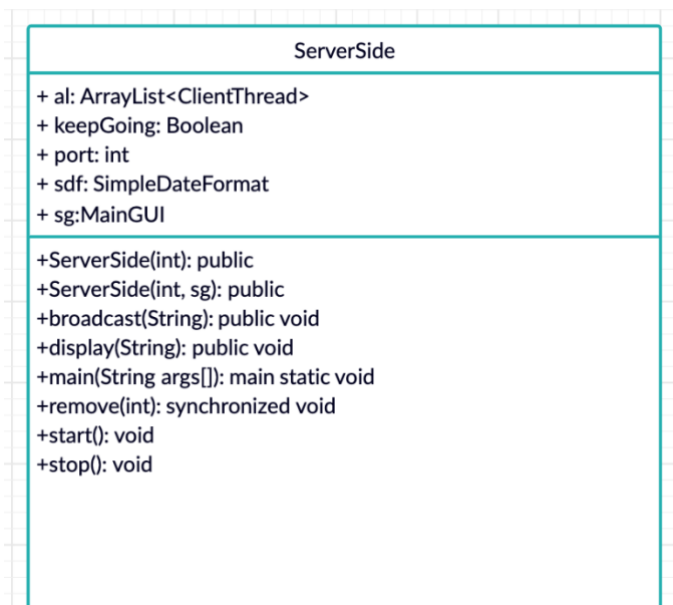 ServerSide
+ al: ArrayList<ClientThread>
+ keepGoing: Boolean
+ port: int
+ sdf: SimpleDateFormat
+ sg:MainGUI
+ServerSide(int): public
+ServerSide(int, sg): public
+broadcast(String): public void
+display(String): public void
+main(String args[]): main static void
+remove(int): synchronized void
+start(): void
+stop(): void